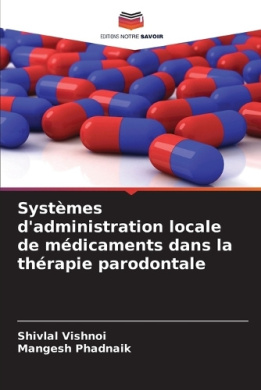 EDITIONS NOTRE SAVOIR
Systèmes
d'administration locale
de médicaments dans la
thérapie parodontale
Shivlal Vishnoi
Mangesh Phadnaik